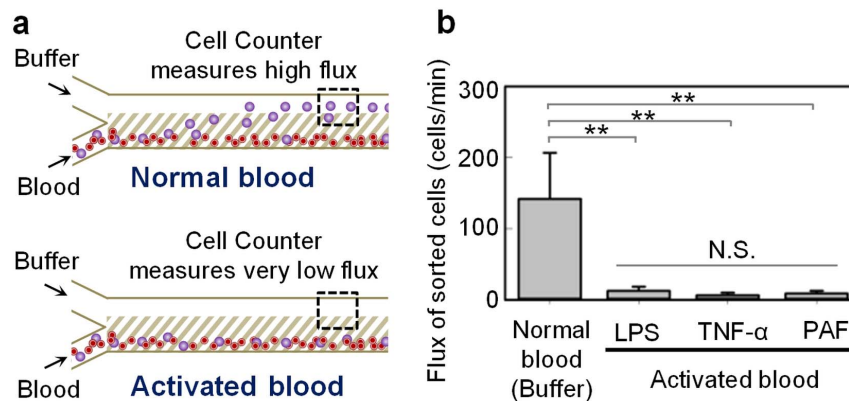 a
Cell Counter
measures high flux
Buffer
Blood
Normal blood
Cell Counter
measures very low flux
Buffer
Blood
Activated blood
b
Flux of sorted cells (cells/min)
300
200
100
0
**
**
**
N.S.
Normal
blood
(Buffer)
LPS
TNF-α
PAF
Activated blood